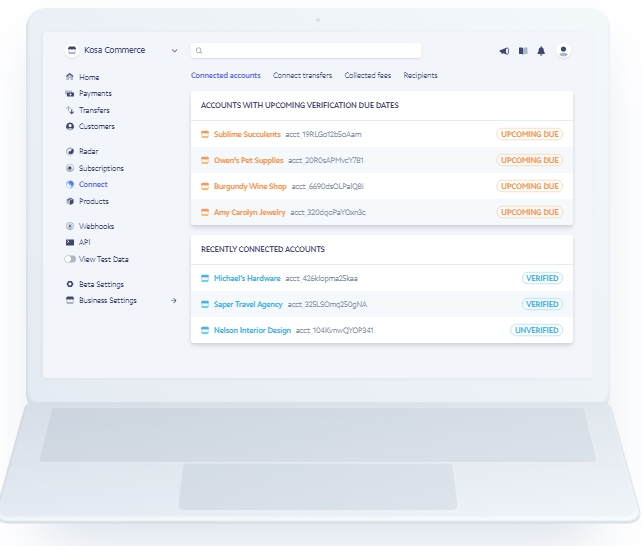 Kosa Commerce
Home
Payments
Transfers
Customers
Radar
Subscriptions
Connect
Products
Webhooks
API
View Test Data
Beta Settings
Business Settings
Connected accounts Connect transfers Collected fees Recipients
ACCOUNTS WITH UPCOMING VERIFICATION DUE DATES
Sublime Succulents acct_19RLGo12b5oAam UPCOMING DUE
Owen's Pet Supplies acct_20R0sAPMvcY781 UPCOMING DUE
Burgundy Wine Shop acct_6690dsOLPalQ8i UPCOMING DUE
Amy Carolyn Jewelry acct_320dqoPaYOxn3c UPCOMING DUE
RECENTLY CONNECTED ACCOUNTS
Michael's Hardware acct_426klopma25kaa VERIFIED
Saper Travel Agency acct_325LSOmg250gNA VERIFIED
Nelson Interior Design acct_104KvnwQYOP341 UNVERIFIED